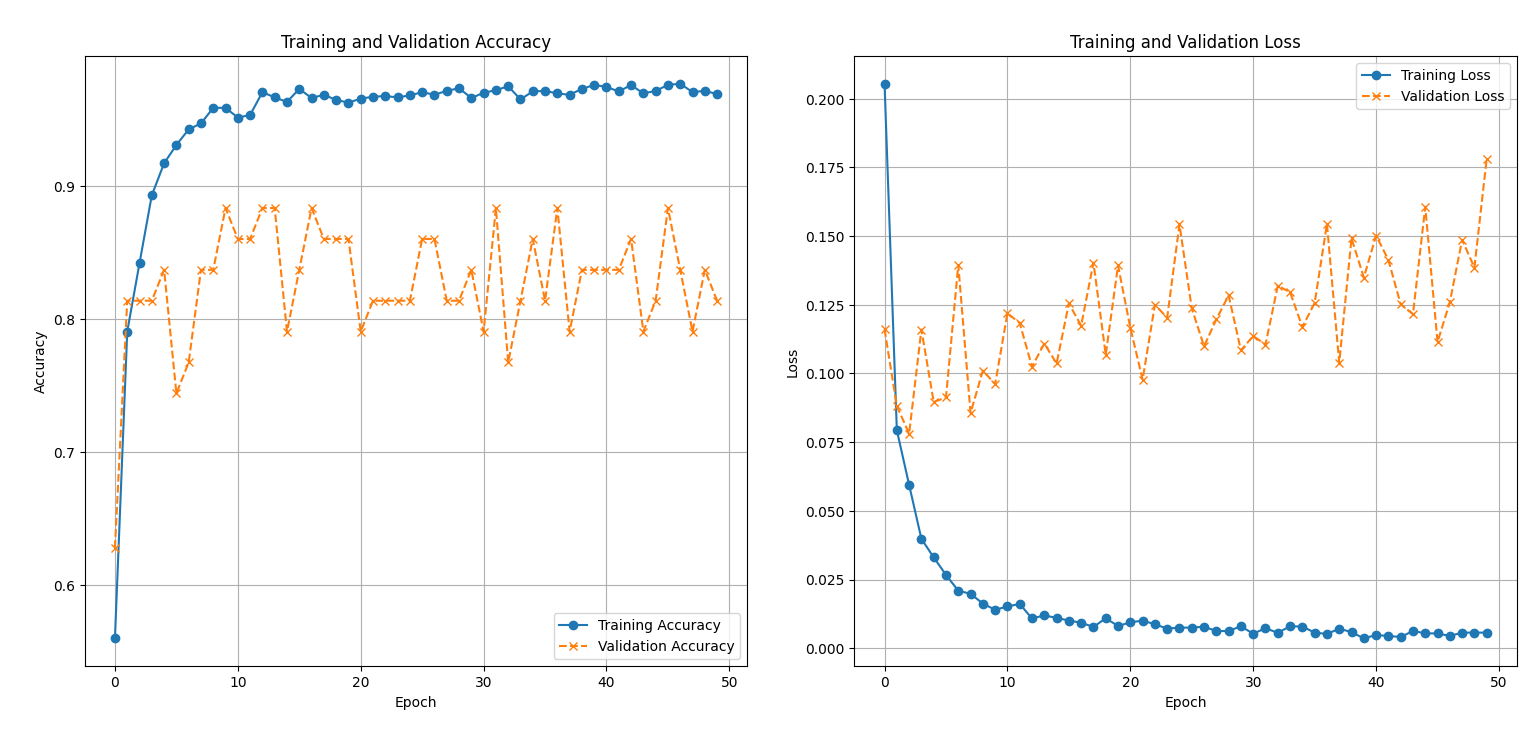 Training and Validation Accuracy
Accuracy
0.9
0.8
0.7
0.6
0 10 20 30 40 50
Epoch
Training Accuracy
Validation Accuracy
Training and Validation Loss
Loss
0.200
0.175
0.150
0.125
0.100
0.075
0.050
0.025
0.000
0 10 20 30 40 50
Epoch
Training Loss
Validation Loss